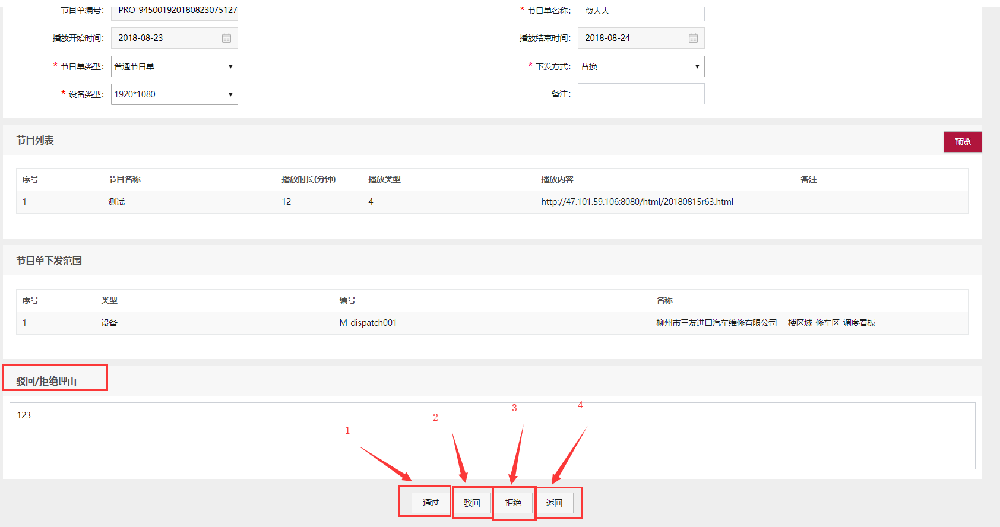 节目单编号： PRO_945001920180823075127 * 节目单名称： 贺大大
播放开始时间： 2018-08-23 播放结束时间： 2018-08-24
* 节目单类型： 普通节目单 * 下发方式： 替换
* 设备类型： 1920*1080 备注： -
节目列表 预览
序号 节目名称 播放时长(分钟) 播放类型 播放内容 备注
1 测试 12 4 http://47.101.59.106:8080/html/20180815r63.html
节目单下发范围
序号 类型 编号 名称
1 设备 M-dispatch001 柳州市三友进口汽车维修有限公司-一楼区域-修车区-调度看板
驳回/拒绝理由
123
1 2 3 4
通过 驳回 拒绝 返回